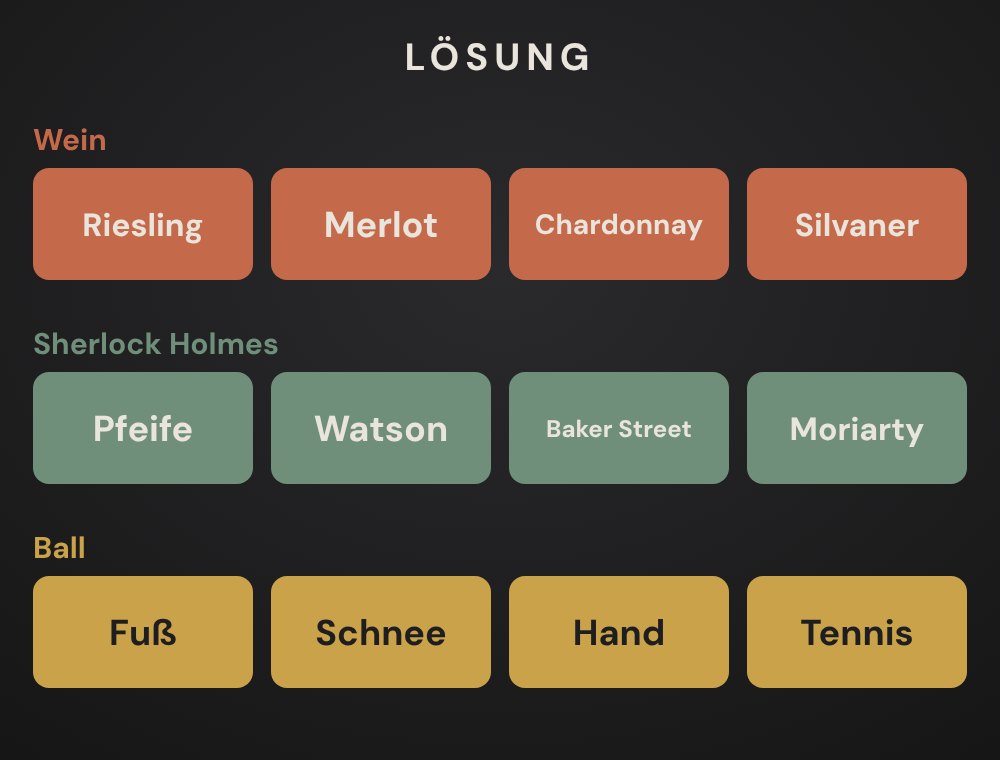 LÖSUNG
Wein
Riesling Merlot Chardonnay Silvaner
Sherlock Holmes
Pfeife Watson Baker Street Moriarty
Ball
Fuß Schnee Hand Tennis